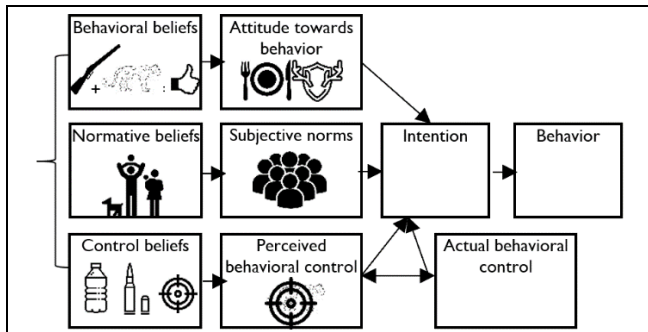 Behavioral beliefs
+ :
Attitude towards
behavior
Normative beliefs
Subjective norms
Intention
Behavior
Control beliefs
Perceived
behavioral control
Actual behavioral
control